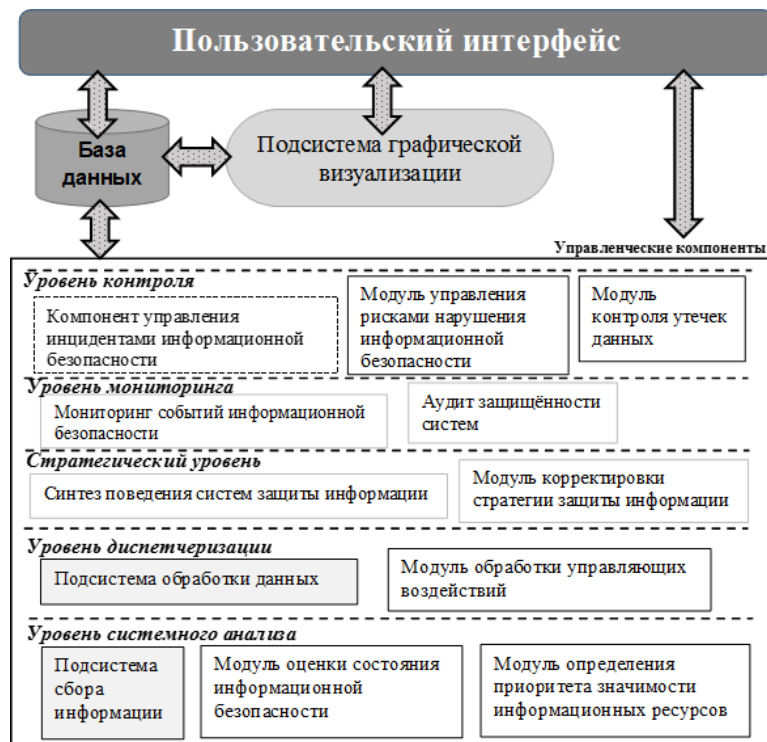 Пользовательский интерфейс
База
данных
Подсистема графической
визуализации
Управленческие компоненты
Уровень контроля
Компонент управления
инцидентами информационной
безопасности
Модуль управления
рисками нарушения
информационной
безопасности
Модуль
контроля утечек
данных
Уровень мониторинга
Мониторинг событий информационной
безопасности
Аудит защищённости
систем
Стратегический уровень
Синтез поведения систем защиты информации
Модуль корректировки
стратегии защиты информации
Уровень диспетчеризации
Подсистема обработки данных
Модуль обработки управляющих
воздействий
Уровень системного анализа
Подсистема
сбора
информации
Модуль оценки состояния
информационной
безопасности
Модуль определения
приоритета значимости
информационных ресурсов